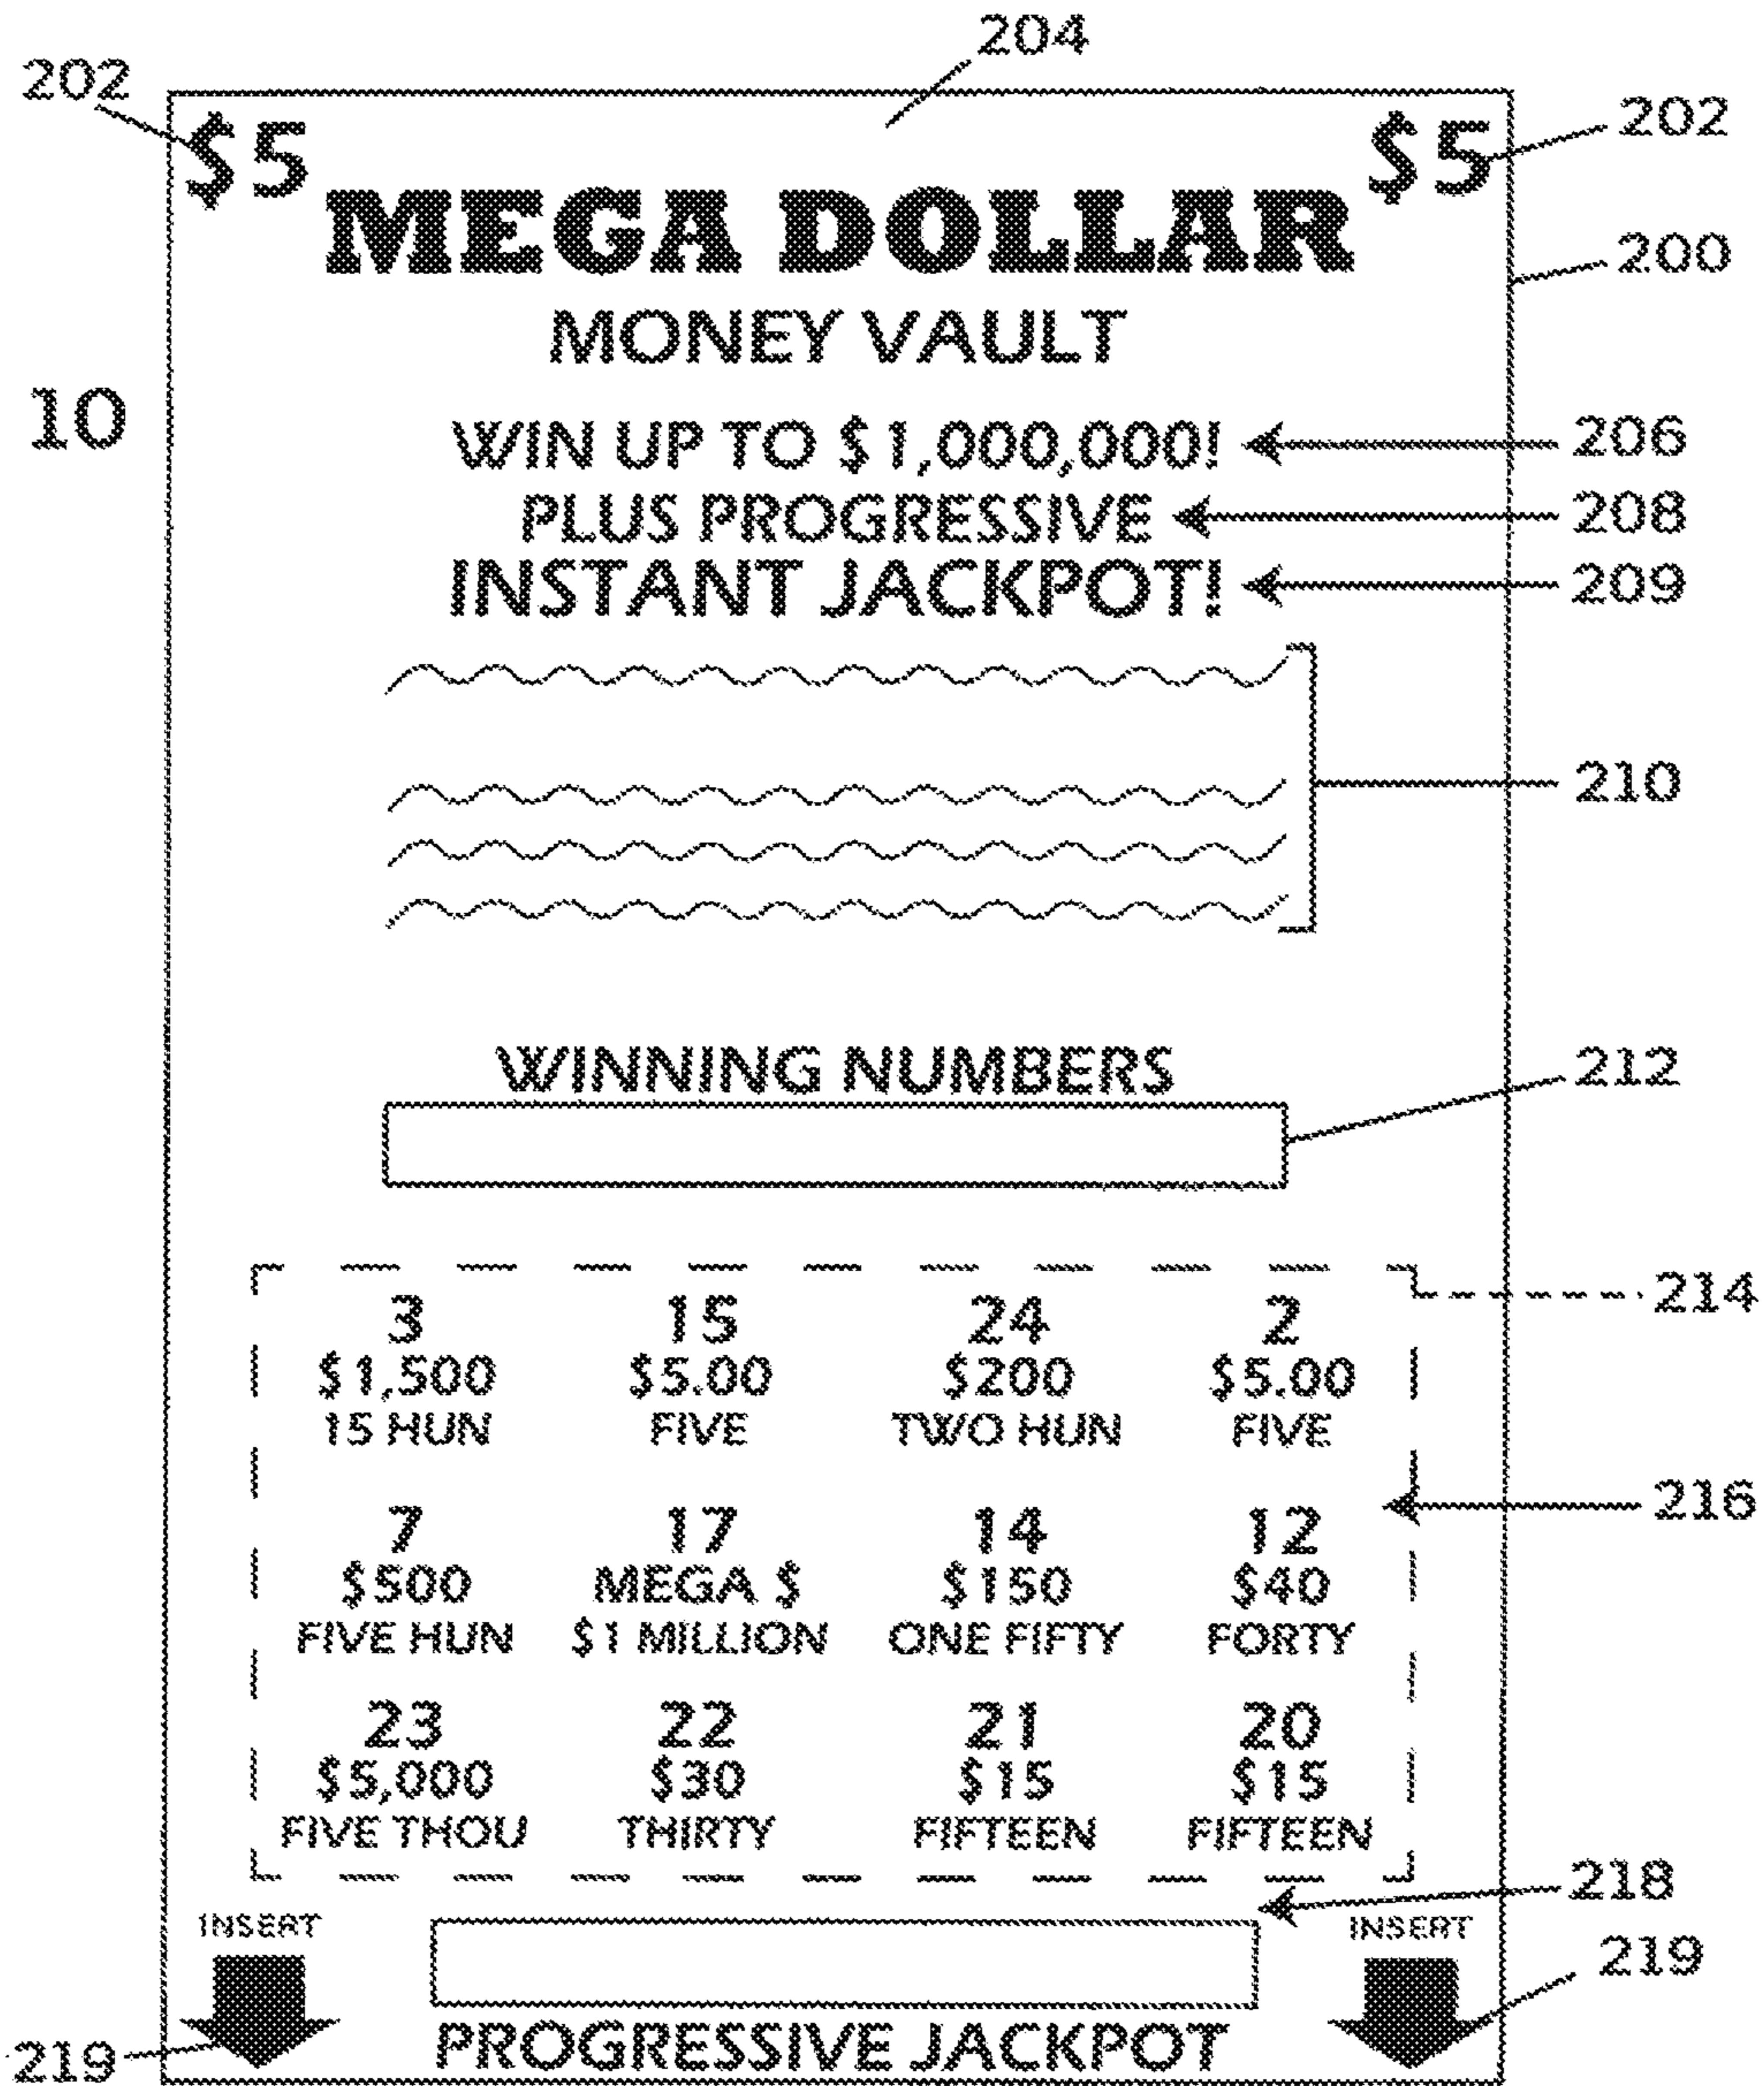 204
202
202
$5
$5
MEGA DOLLAR
200
MONEY VAULT
10
WIN UP TO $1,000,000!
206
PLUS PROGRESSIVE
208
INSTANT JACKPOT!
209
210
WINNING NUMBERS
212
214
3 15 24 2
$1,500 $5.00 $200 $5.00
15 HUN FIVE TWO HUN FIVE
216
7 17 14 12
$500 MEGA $ $150 $40
FIVE HUN $1 MILLION ONE FIFTY FORTY
23 22 21 20
$5,000 $30 $15 $15
FIVE THOU THIRTY FIFTEEN FIFTEEN
218
INSERT
INSERT
219
219
PROGRESSIVE JACKPOT